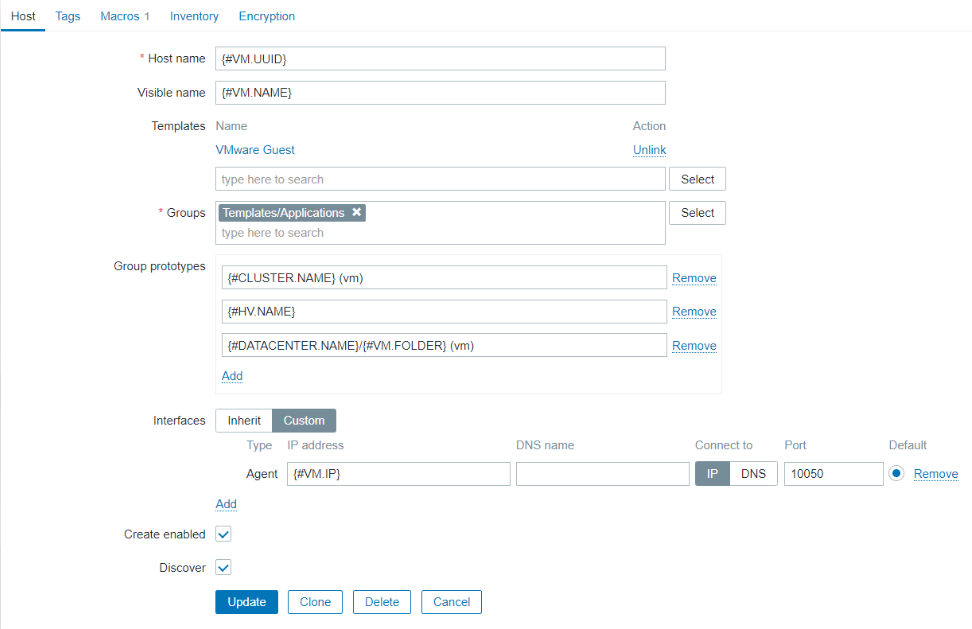 Host Tags Macros 1 Inventory Encryption
* Host name {#VM.UUID}
Visible name {#VM.NAME}
Templates Name Action
VMware Guest Unlink
type here to search Select
* Groups Templates/Applications ✖ Select
type here to search
Group prototypes
{#CLUSTER.NAME} (vm) Remove
{#HV.NAME} Remove
{#DATACENTER.NAME}/{#VM.FOLDER} (vm) Remove
Add
Interfaces Inherit Custom
Type IP address DNS name Connect to Port Default
Agent {#VM.IP} IP DNS 10050 Remove
Add
Create enabled
Discover
Update Clone Delete Cancel